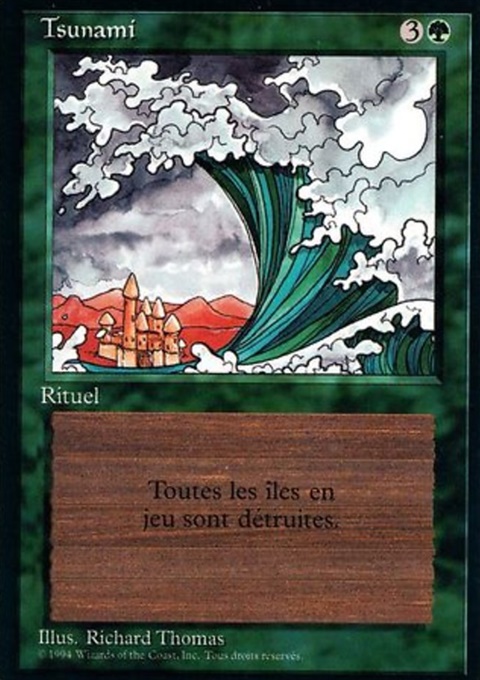 Tsunami 3
Rituel
Toutes les îles en
jeu sont détruites.
Illus. Richard Thomas
© 1994 Wizards of the Coast, Inc. Tous droits réservés.